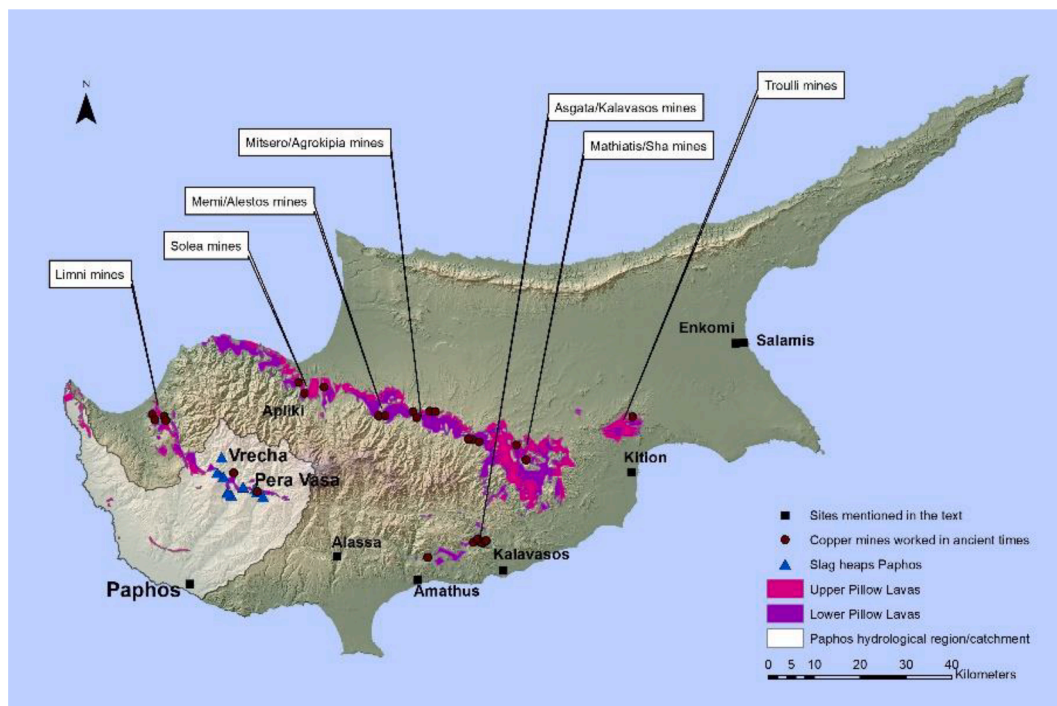 N
Troulli mines
Asgata/Kalavasos mines
Mitsero/Agrokipia mines
Mathiatis/Sha mines
Memi/Alestos mines
Solea mines
Limni mines
Enkomi
Salamis
Apliki
Vrecha
Kition
Pera Vasa
Sites mentioned in the text
Copper mines worked in ancient times
Alassa
Kalavasos
Slag heaps Paphos
Paphos
Amathus
Upper Pillow Lavas
Lower Pillow Lavas
Paphos hydrological region/catchment
0 5 10 20 30 40
Kilometers